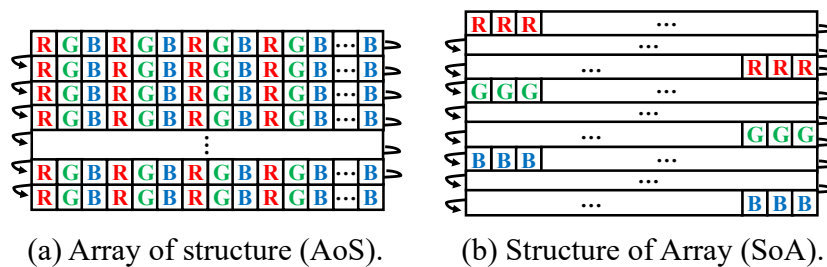 R G B R G B R G B R G B ··· B
R G B R G B R G B R G B ··· B
R G B R G B R G B R G B ··· B
R G B R G B R G B R G B ··· B
⋮
R G B R G B R G B R G B ··· B
R G B R G B R G B R G B ··· B
(a) Array of structure (AoS).
R R R ...
...
... R R R
G G G ...
...
... G G G
B B B ...
...
... B B B
(b) Structure of Array (SoA).